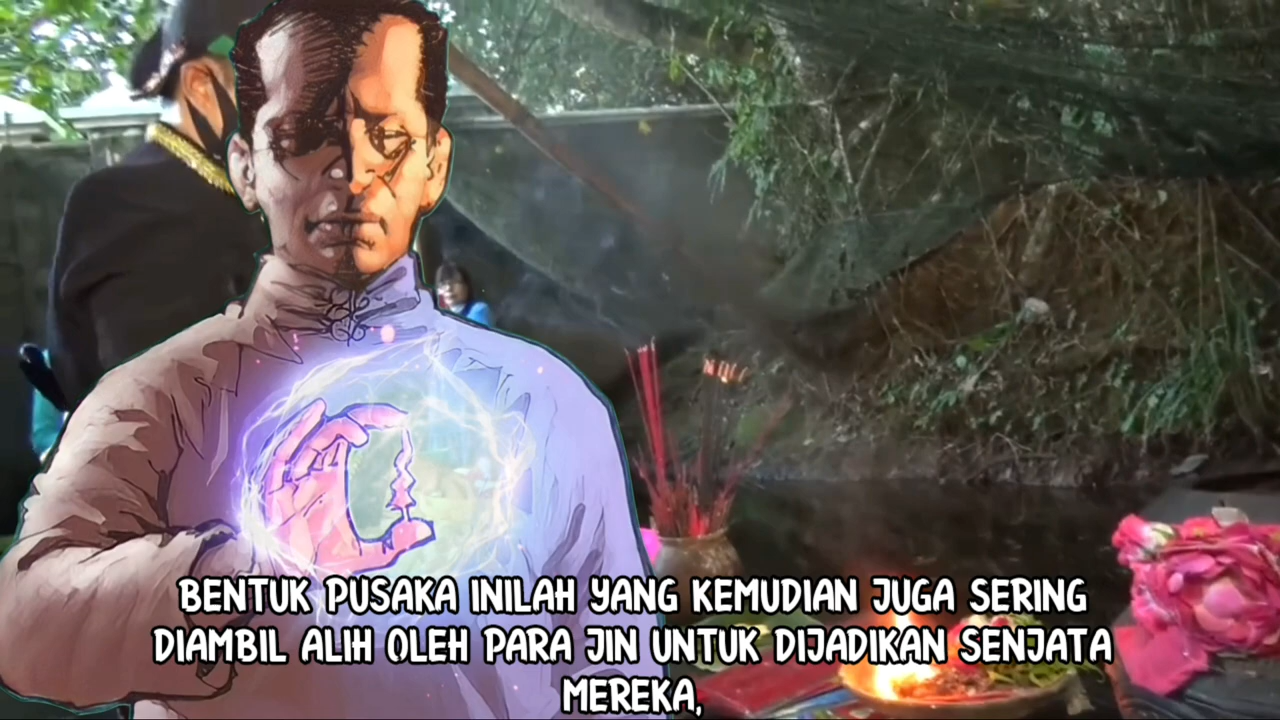 BENTUK PUSAKA INILAH YANG KEMUDIAN JUGA SERING
DIAMBIL ALIH OLEH PARA JIN UNTUK DIJADIKAN SENJATA
MEREKA,